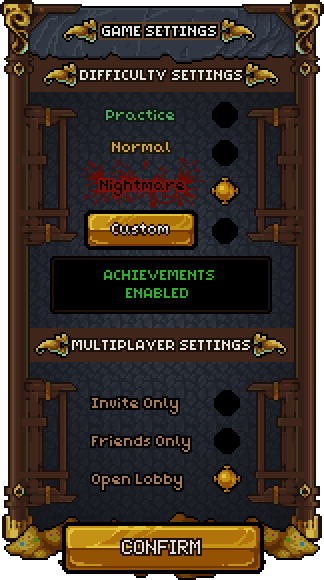 GAME SETTINGS
DIFFICULTY SETTINGS
Practice
Normal
Nightmare
Custom
ACHIEVEMENTS
ENABLED
MULTIPLAYER SETTINGS
Invite Only
Friends Only
Open Lobby
CONFIRM